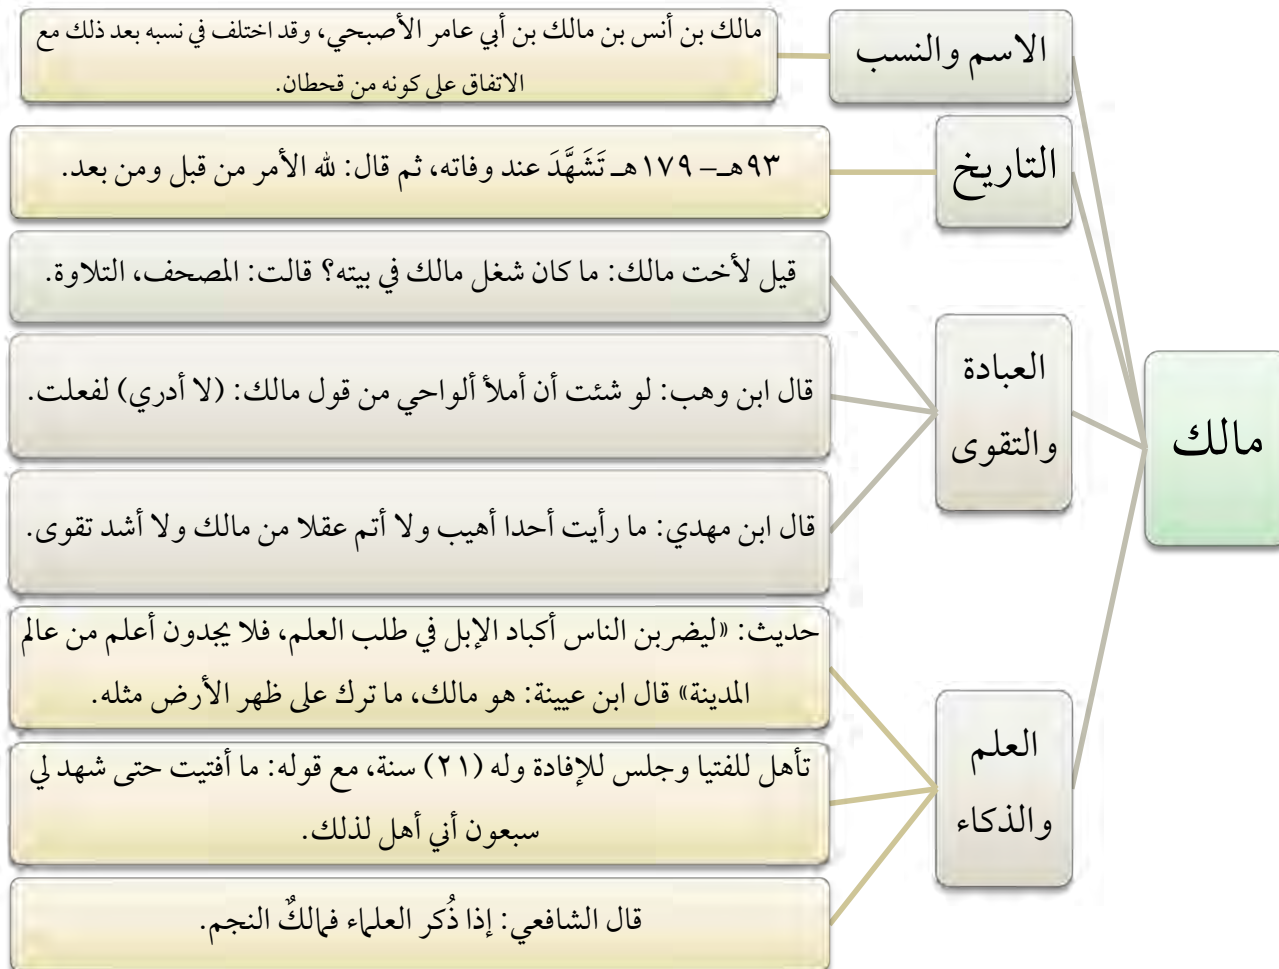 مالك
الاسم والنسب
مالك بن أنس بن مالك بن أبي عامر الأصبحي، وقد اختلف في نسبه بعد ذلك مع
الاتفاق على كونه من قحطان.
التاريخ
٩٣هـ– ١٧٩هـ تَشَهَّدَ عند وفاته، ثم قال: لله الأمر من قبل ومن بعد.
العبادة
والتقوى
قيل لأخت مالك: ما كان شغل مالك في بيته؟ قالت: المصحف، التلاوة.
قال ابن وهب: لو شئت أن أملأ ألواحي من قول مالك: (لا أدري) لفعلت.
قال ابن مهدي: ما رأيت أحدا أهيب ولا أتم عقلا من مالك ولا أشد تقوى.
العلم
والذكاء
حديث: «ليضربن الناس أكباد الإبل في طلب العلم، فلا يجدون أعلم من عالم
المدينة» قال ابن عيينة: هو مالك، ما ترك على ظهر الأرض مثله.
تأهل للفتيا وجلس للإفادة وله (٢١) سنة، مع قوله: ما أفتيت حتى شهد لي
سبعون أني أهل لذلك.
قال الشافعي: إذا ذُكر العلماء فمالكٌ النجم.